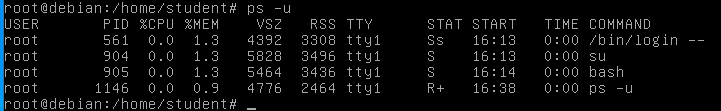 root@debian:/home/student# ps -u
USER PID %CPU %MEM VSZ RSS TTY STAT START TIME COMMAND
root 561 0.0 1.3 4392 3308 tty1 Ss 16:13 0:00 /bin/login --
root 904 0.0 1.3 5828 3496 tty1 S 16:13 0:00 su
root 905 0.0 1.3 5464 3436 tty1 S 16:14 0:00 bash
root 1146 0.0 0.9 4776 2464 tty1 R+ 16:38 0:00 ps -u
root@debian:/home/student# _